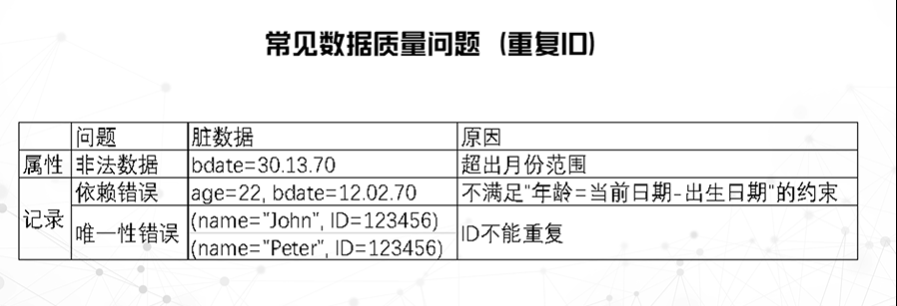 常见数据质量问题（重复ID）
问题 脏数据 原因
属性 非法数据 bdate=30.13.70 超出月份范围
记录 依赖错误 age=22, bdate=12.02.70 不满足"年龄=当前日期-出生日期"的约束
唯一性错误 (name="John", ID=123456) ID不能重复
(name="Peter", ID=123456)